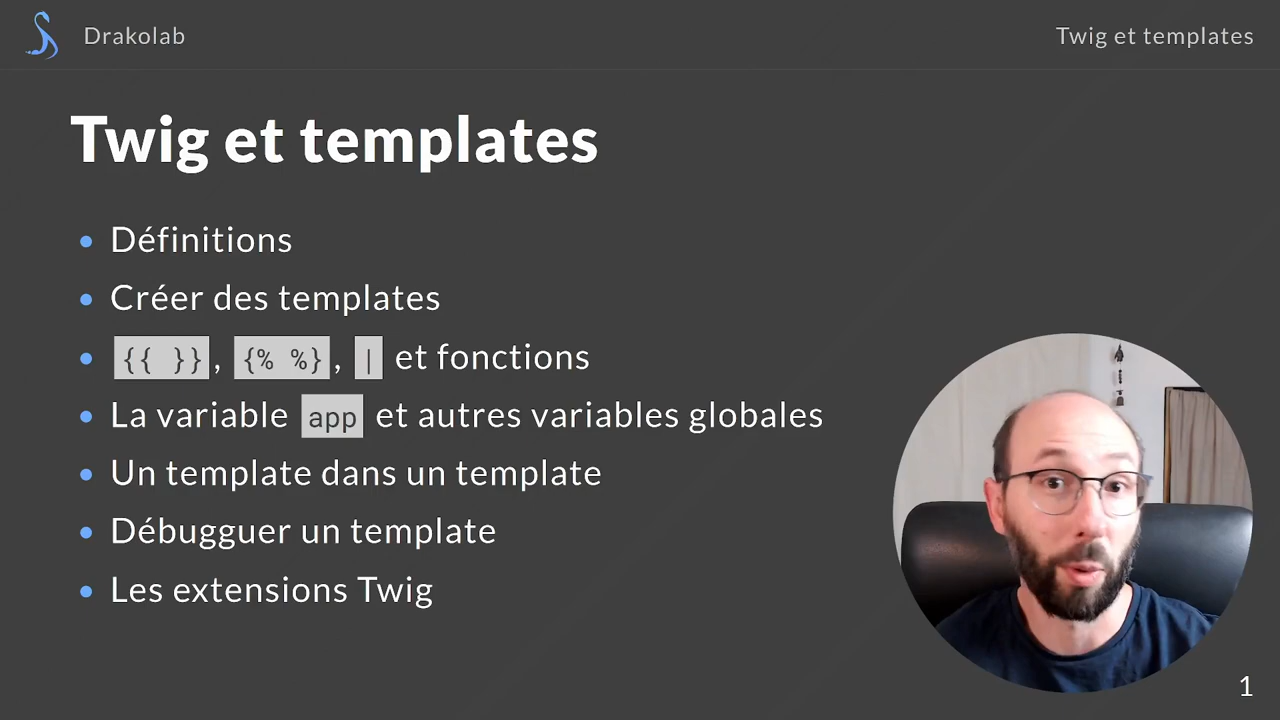 Drakolab
Twig et templates
Twig et templates
Définitions
Créer des templates
{{ }}, {% %}, | et fonctions
La variable app et autres variables globales
Un template dans un template
Débugguer un template
Les extensions Twig
1